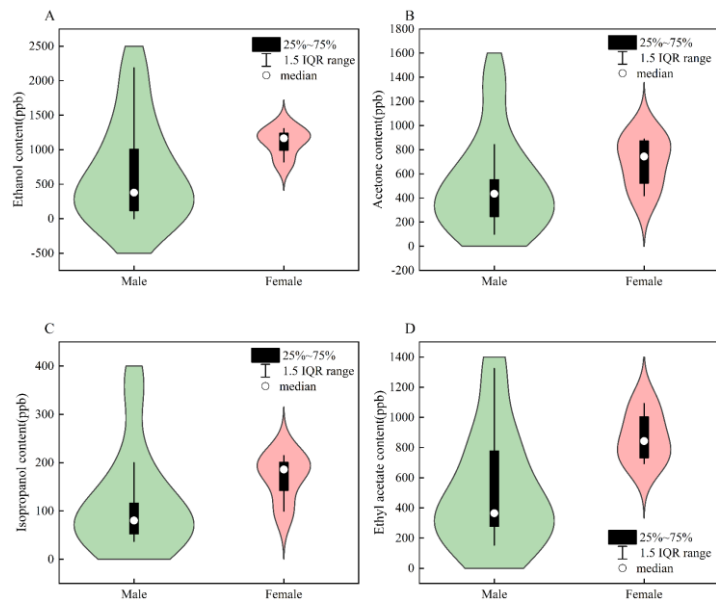 A
Ethanol content(ppb)
2500
2000
1500
1000
500
0
-500
25%~75%
1.5 IQR range
median
Male
Female
B
Acetone content(ppb)
1800
1600
1400
1200
1000
800
600
400
200
0
-200
25%~75%
1.5 IQR range
median
Male
Female
C
Isopropanol content(ppb)
400
300
200
100
0
25%~75%
1.5 IQR range
median
Male
Female
D
Ethyl acetate content(ppb)
1400
1200
1000
800
600
400
200
0
25%~75%
1.5 IQR range
median
Male
Female